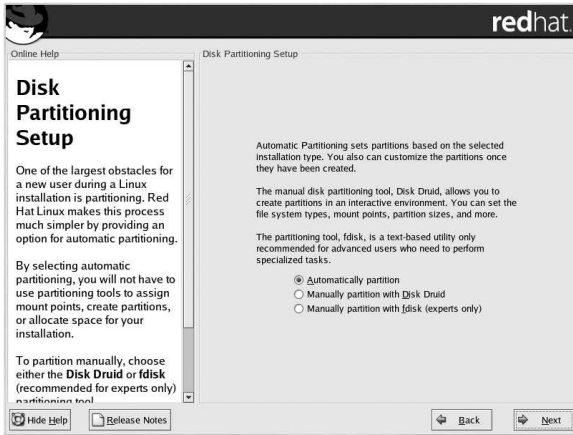 redhat.
Online Help
Disk
Partitioning
Setup
One of the largest obstacles for
a new user during a Linux
installation is partitioning. Red
Hat Linux makes this process
much simpler by providing an
option for automatic partitioning.
By selecting automatic
partitioning, you will not have to
use partitioning tools to assign
mount points, create partitions,
or allocate space for your
installation.
To partition manually, choose
either the Disk Druid or fdisk
(recommended for experts only)
partitioning tool
Disk Partitioning Setup
Automatic Partitioning sets partitions based on the selected
installation type. You also can customize the partitions once
they have been created.
The manual disk partitioning tool, Disk Druid, allows you to
create partitions in an interactive environment. You can set the
file system types, mount points, partition sizes, and more.
The partitioning tool, fdisk, is a text-based utility only
recommended for advanced users who need to perform
specialized tasks.
Automatically partition
Manually partition with Disk Druid
Manually partition with fdisk (experts only)
Hide Help
Release Notes
Back
Next